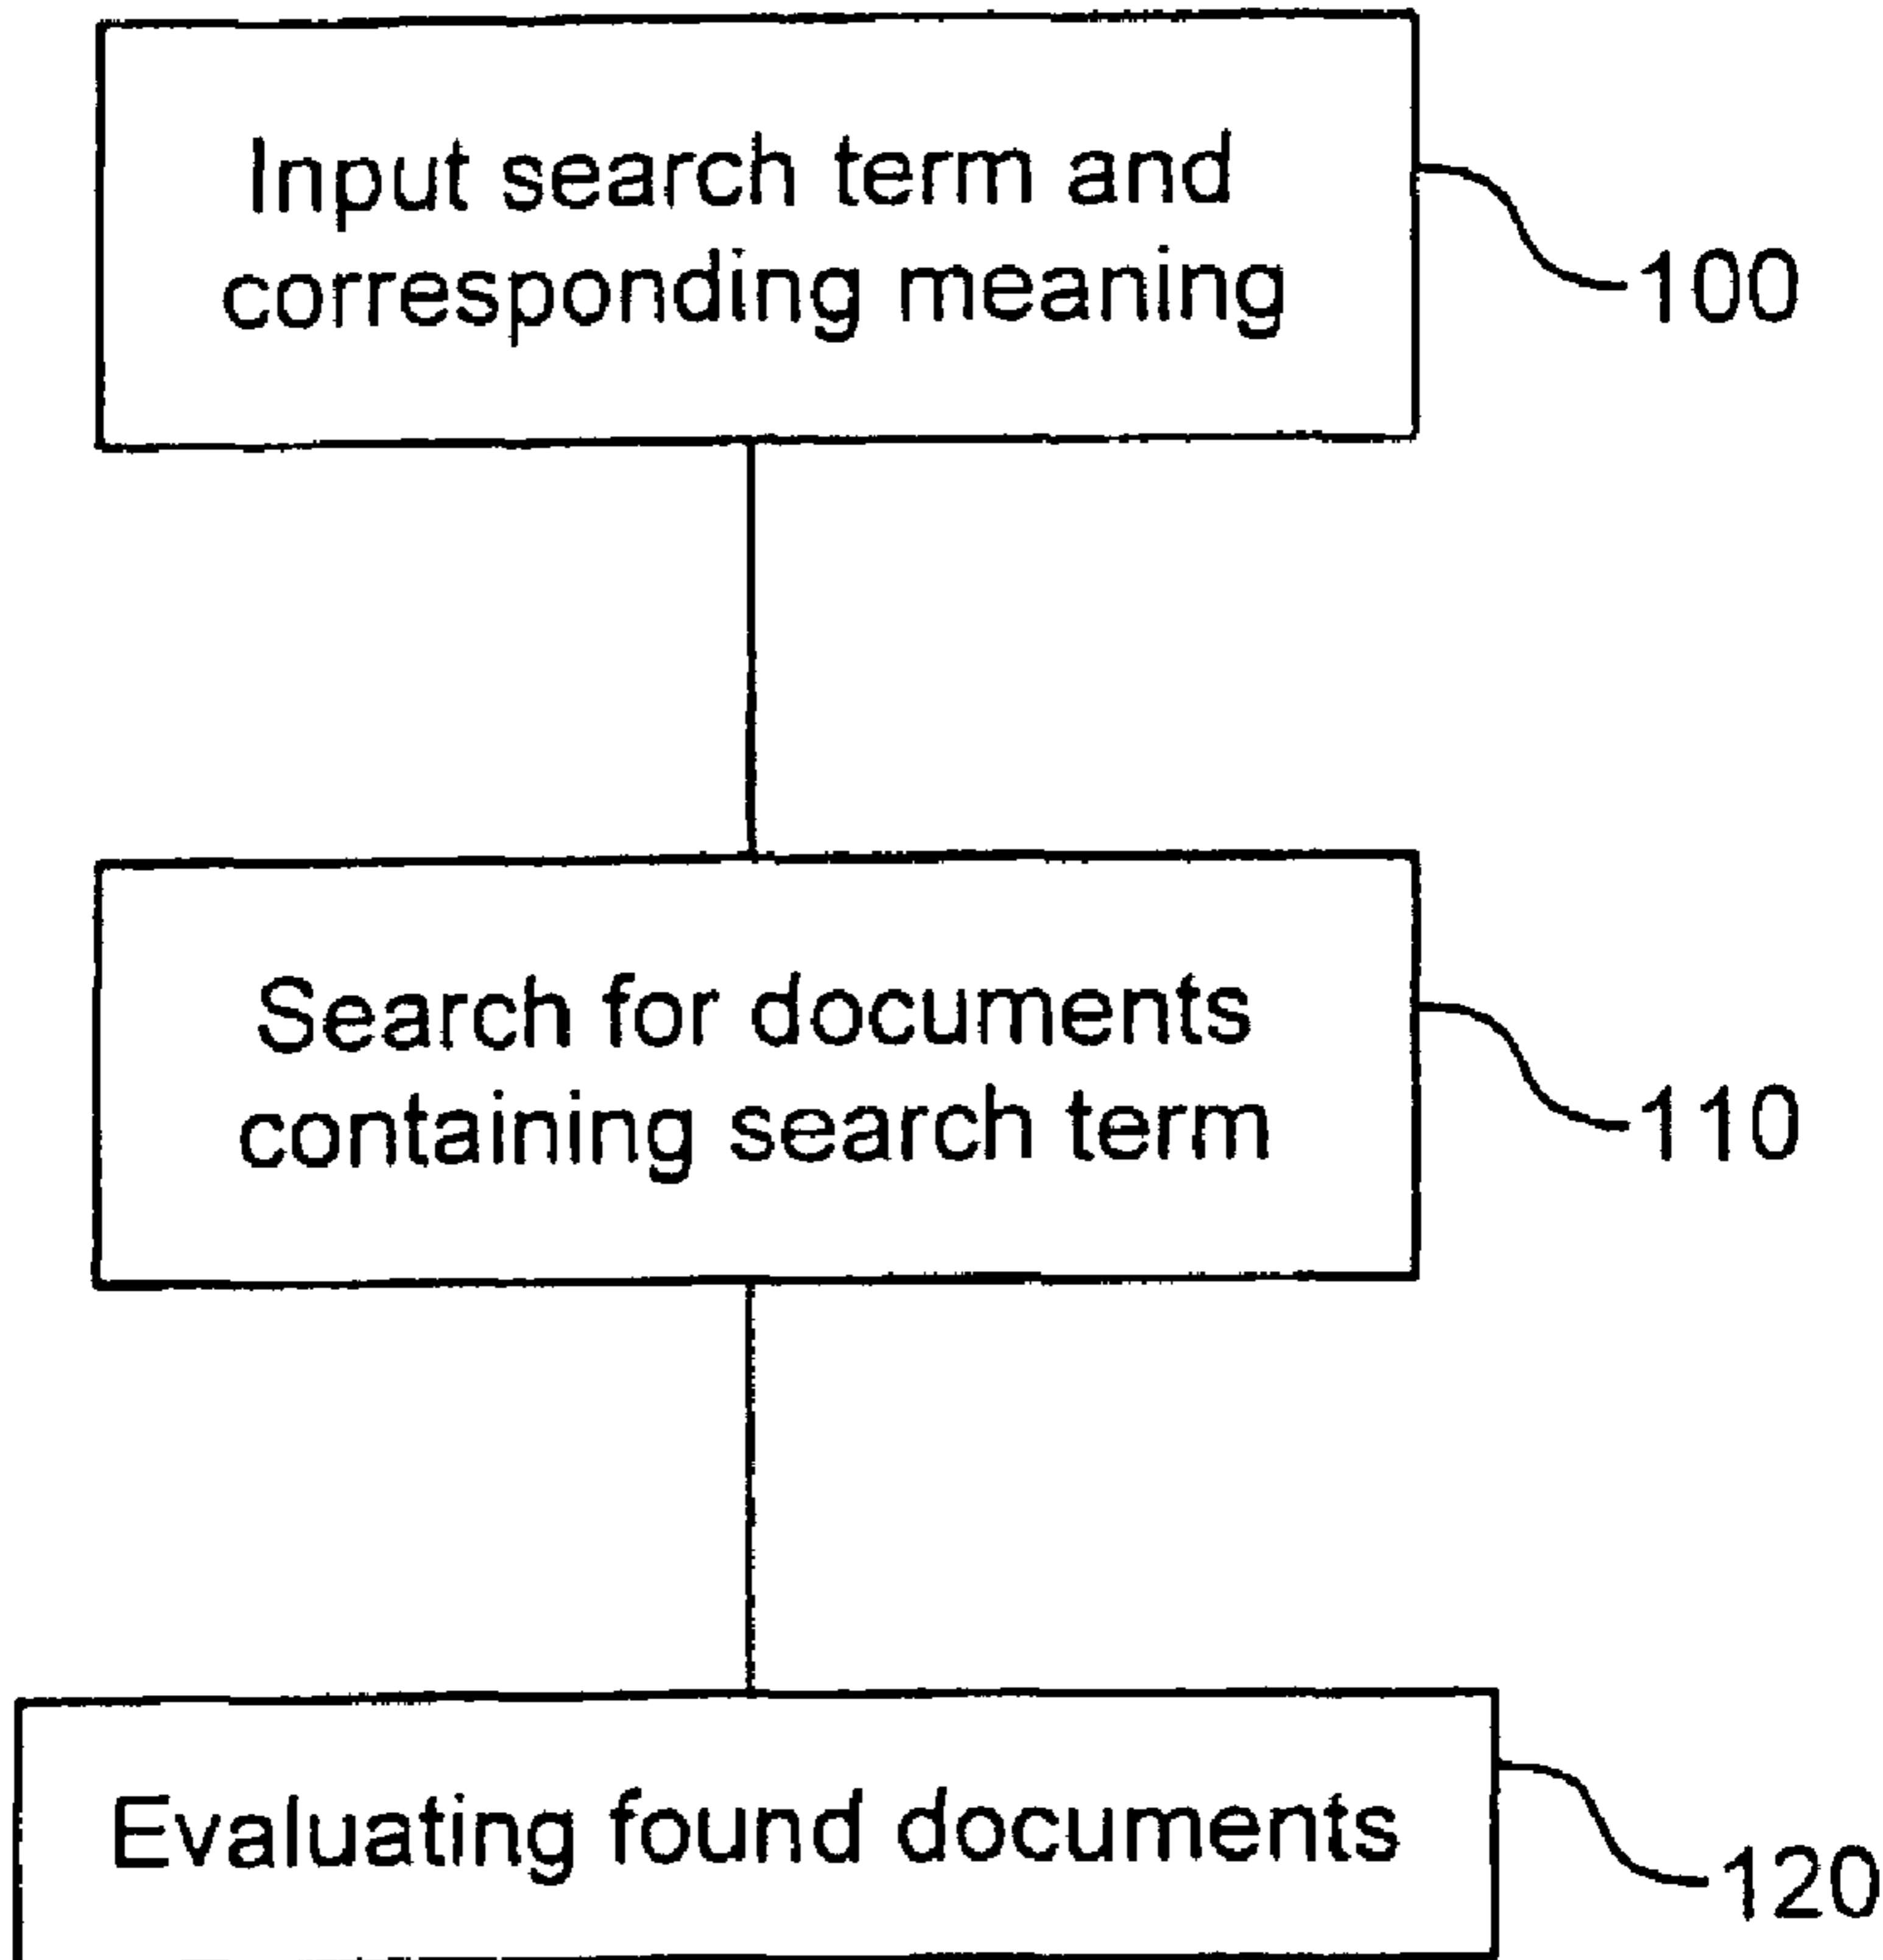 Input search term and
corresponding meaning
100
Search for documents
containing search term
110
Evaluating found documents
120